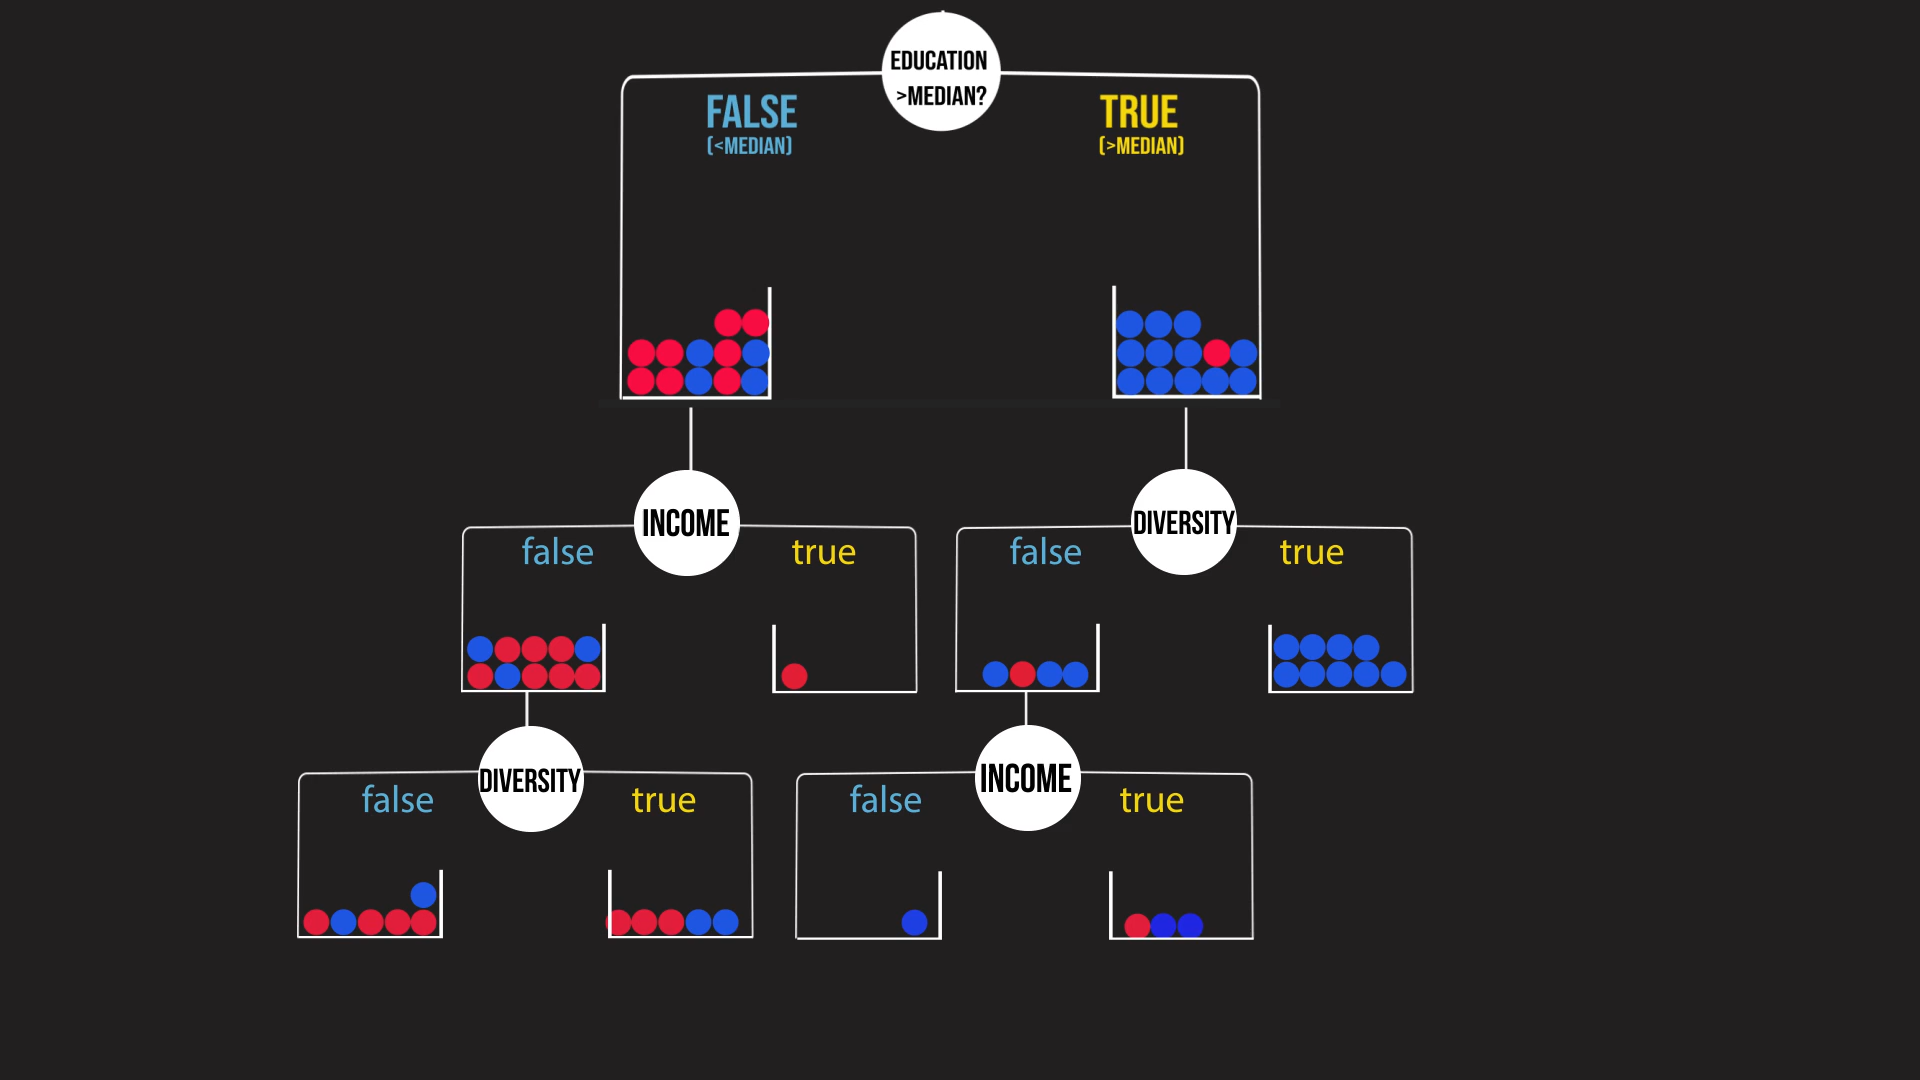 EDUCATION
>MEDIAN?
FALSE
(<MEDIAN)
TRUE
(>MEDIAN)
INCOME
false
true
DIVERSITY
false
true
DIVERSITY
false
true
INCOME
false
true